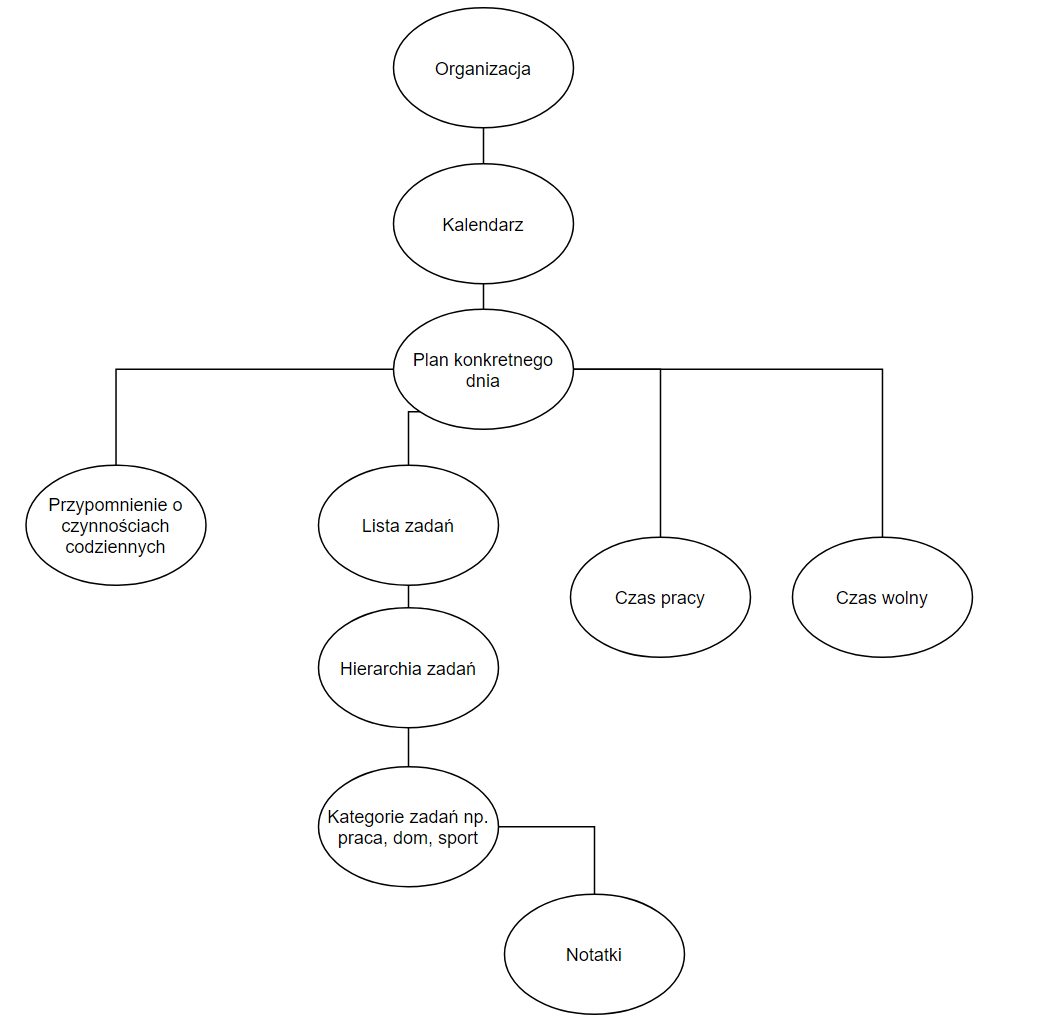 Organizacja
Kalendarz
Plan konkretnego
dnia
Przypomnienie o
czynnościach
codziennych
Lista zadań
Czas pracy
Czas wolny
Hierarchia zadań
Kategorie zadań np.
praca, dom, sport
Notatki